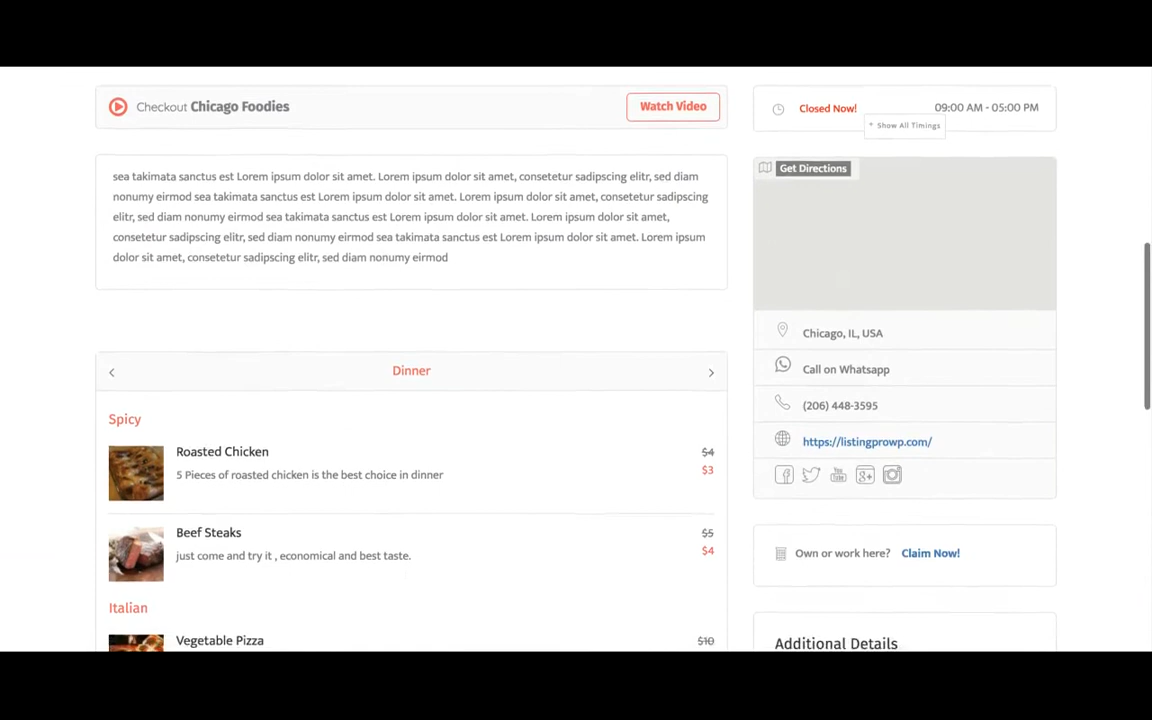 Checkout Chicago Foodies
Watch Video
sea takimata sanctus est Lorem ipsum dolor sit amet. Lorem ipsum dolor sit amet, consetetur sadipscing elitr, sed diam
nonumy eirmod sea takimata sanctus est Lorem ipsum dolor sit amet. Lorem ipsum dolor sit amet, consetetur sadipscing
elitr, sed diam nonumy eirmod sea takimata sanctus est Lorem ipsum dolor sit amet. Lorem ipsum dolor sit amet,
consetetur sadipscing elitr, sed diam nonumy eirmod sea takimata sanctus est Lorem ipsum dolor sit amet. Lorem ipsum
dolor sit amet, consetetur sadipscing elitr, sed diam nonumy eirmod
Dinner
Spicy
Roasted Chicken
$4
5 Pieces of roasted chicken is the best choice in dinner
$3
Beef Steaks
$5
just come and try it , economical and best taste.
$4
Italian
Vegetable Pizza
$10
Closed Now!
09:00 AM - 05:00 PM
+ Show All Timings
Get Directions
Chicago, IL, USA
Call on Whatsapp
(206) 448-3595
https://listingprowp.com/
Own or work here? Claim Now!
Additional Details